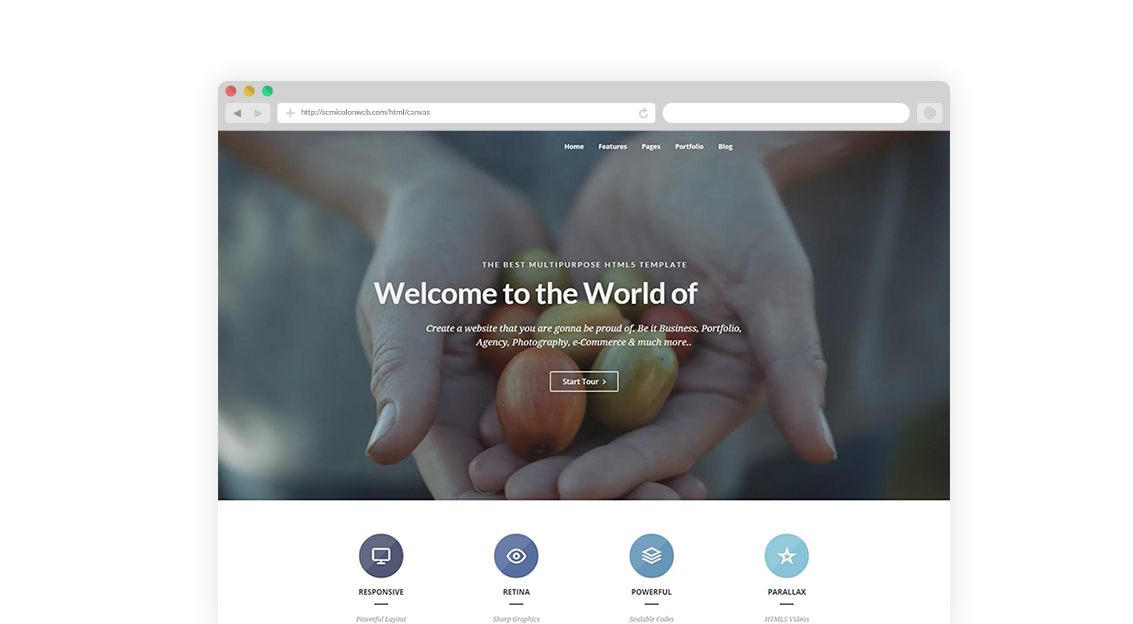 http://semicolonweb.com/html/canvas
Home Features Pages Portfolio Blog
THE BEST MULTIPURPOSE HTML5 TEMPLATE
Welcome to the World of
Create a website that you are gonna be proud of. Be it Business, Portfolio,
Agency, Photography, e-Commerce & much more..
Start Tour
RESPONSIVE RETINA POWERFUL PARALLAX
Powerful Layout Sharp Graphics Scalable Codes HTML5 Videos